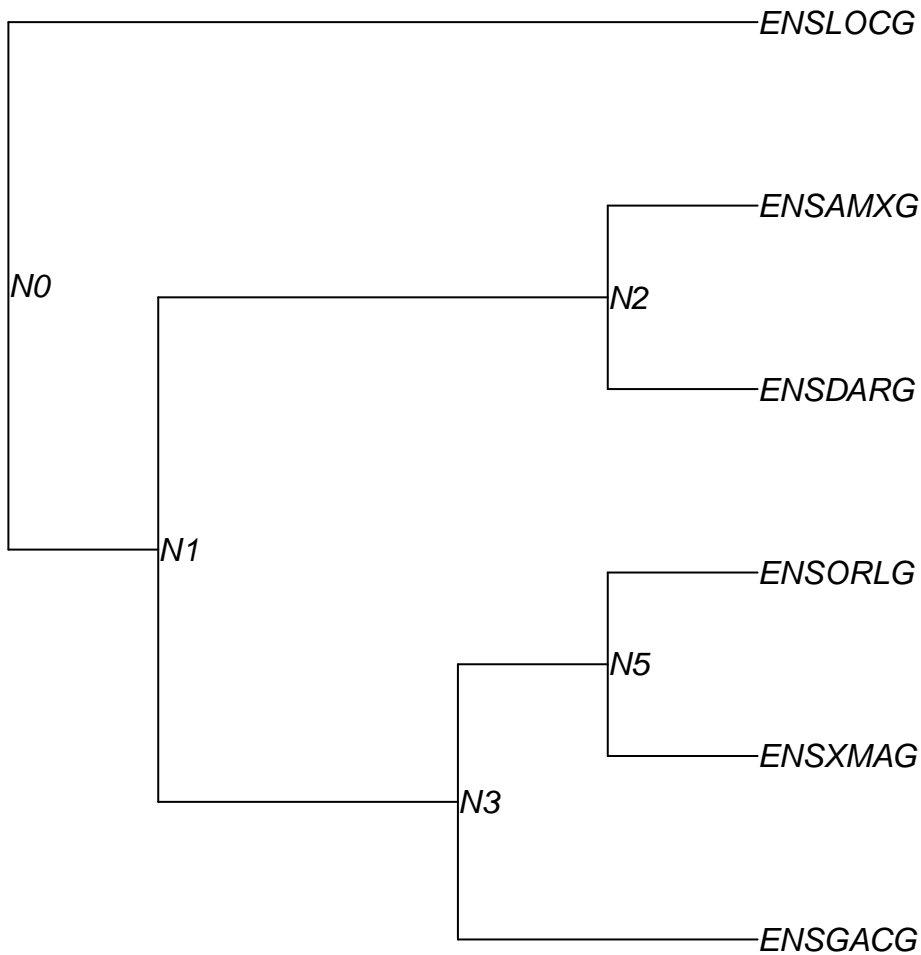 ENSLOCG
ENSAMXG
N0
N2
ENSDARG
N1
ENSORLG
N5
ENSXMAG
N3
ENSGACG